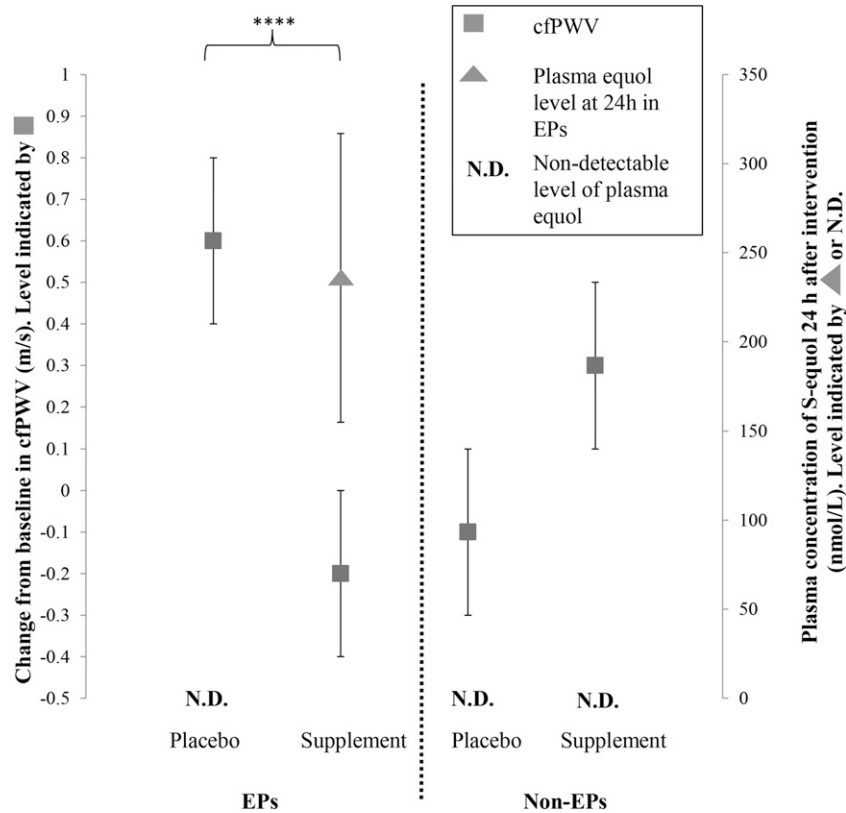 ****
cfPWV
Plasma equol
level at 24h in
EPs
N.D. Non-detectable
level of plasma
equol
Change from baseline in cfPWV (m/s). Level indicated by
1
0.9
0.8
0.7
0.6
0.5
0.4
0.3
0.2
0.1
0
-0.1
-0.2
-0.3
-0.4
-0.5
350
300
250
200
150
100
50
0
Plasma concentration of S-equol 24 h after intervention
(nmol/L). Level indicated by or N.D.
N.D. N.D. N.D.
Placebo Supplement Placebo Supplement
EPs Non-EPs